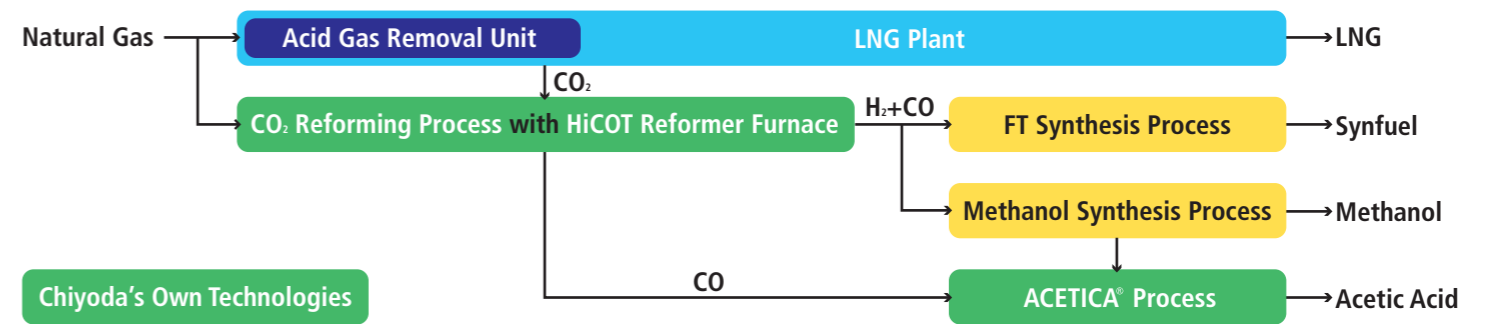 Natural Gas
Acid Gas Removal Unit
LNG Plant
LNG
CO₂
CO₂ Reforming Process with HiCOT Reformer Furnace
H₂+CO
FT Synthesis Process
Synfuel
Methanol Synthesis Process
Methanol
Chiyoda's Own Technologies
CO
ACETICA® Process
Acetic Acid